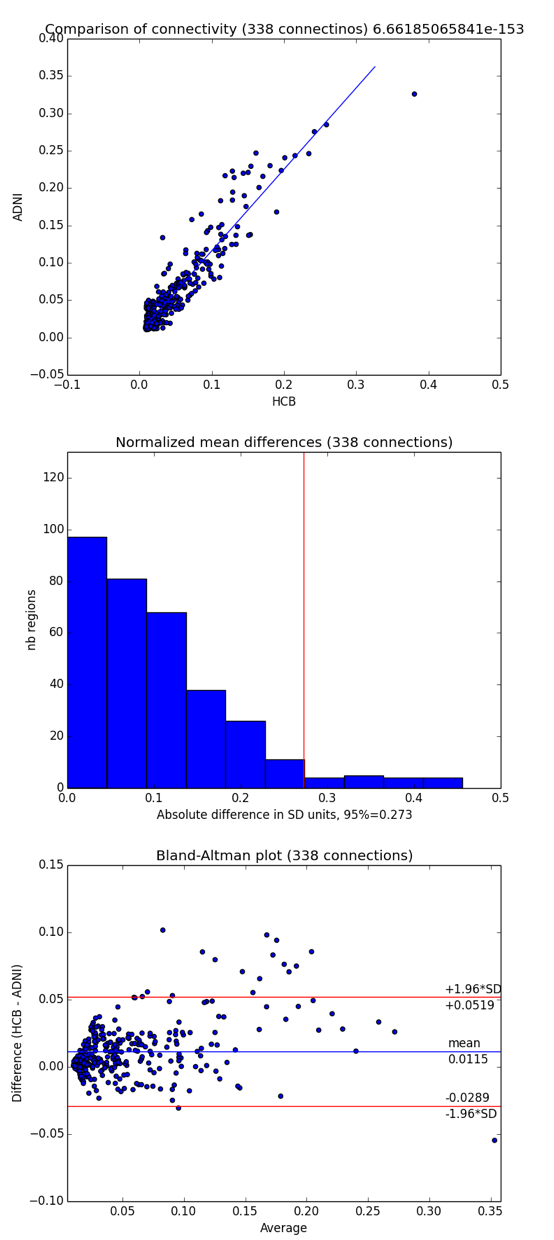 Comparison of connectivity (338 connectinos) 6.66185065841e-153
0.40
0.35
0.30
0.25
0.20
0.15
0.10
0.05
0.00
−0.05
ADNI
−0.1 0.0 0.1 0.2 0.3 0.4 0.5
HCB
Normalized mean differences (338 connections)
120
100
80
60
40
20
0
nb regions
0.0 0.1 0.2 0.3 0.4 0.5
Absolute difference in SD units, 95%=0.273
Bland-Altman plot (338 connections)
0.15
0.10
0.05
0.00
−0.05
−0.10
Difference (HCB - ADNI)
+1.96*SD
+0.0519
mean
0.0115
-0.0289
-1.96*SD
0.05 0.10 0.15 0.20 0.25 0.30 0.35
Average